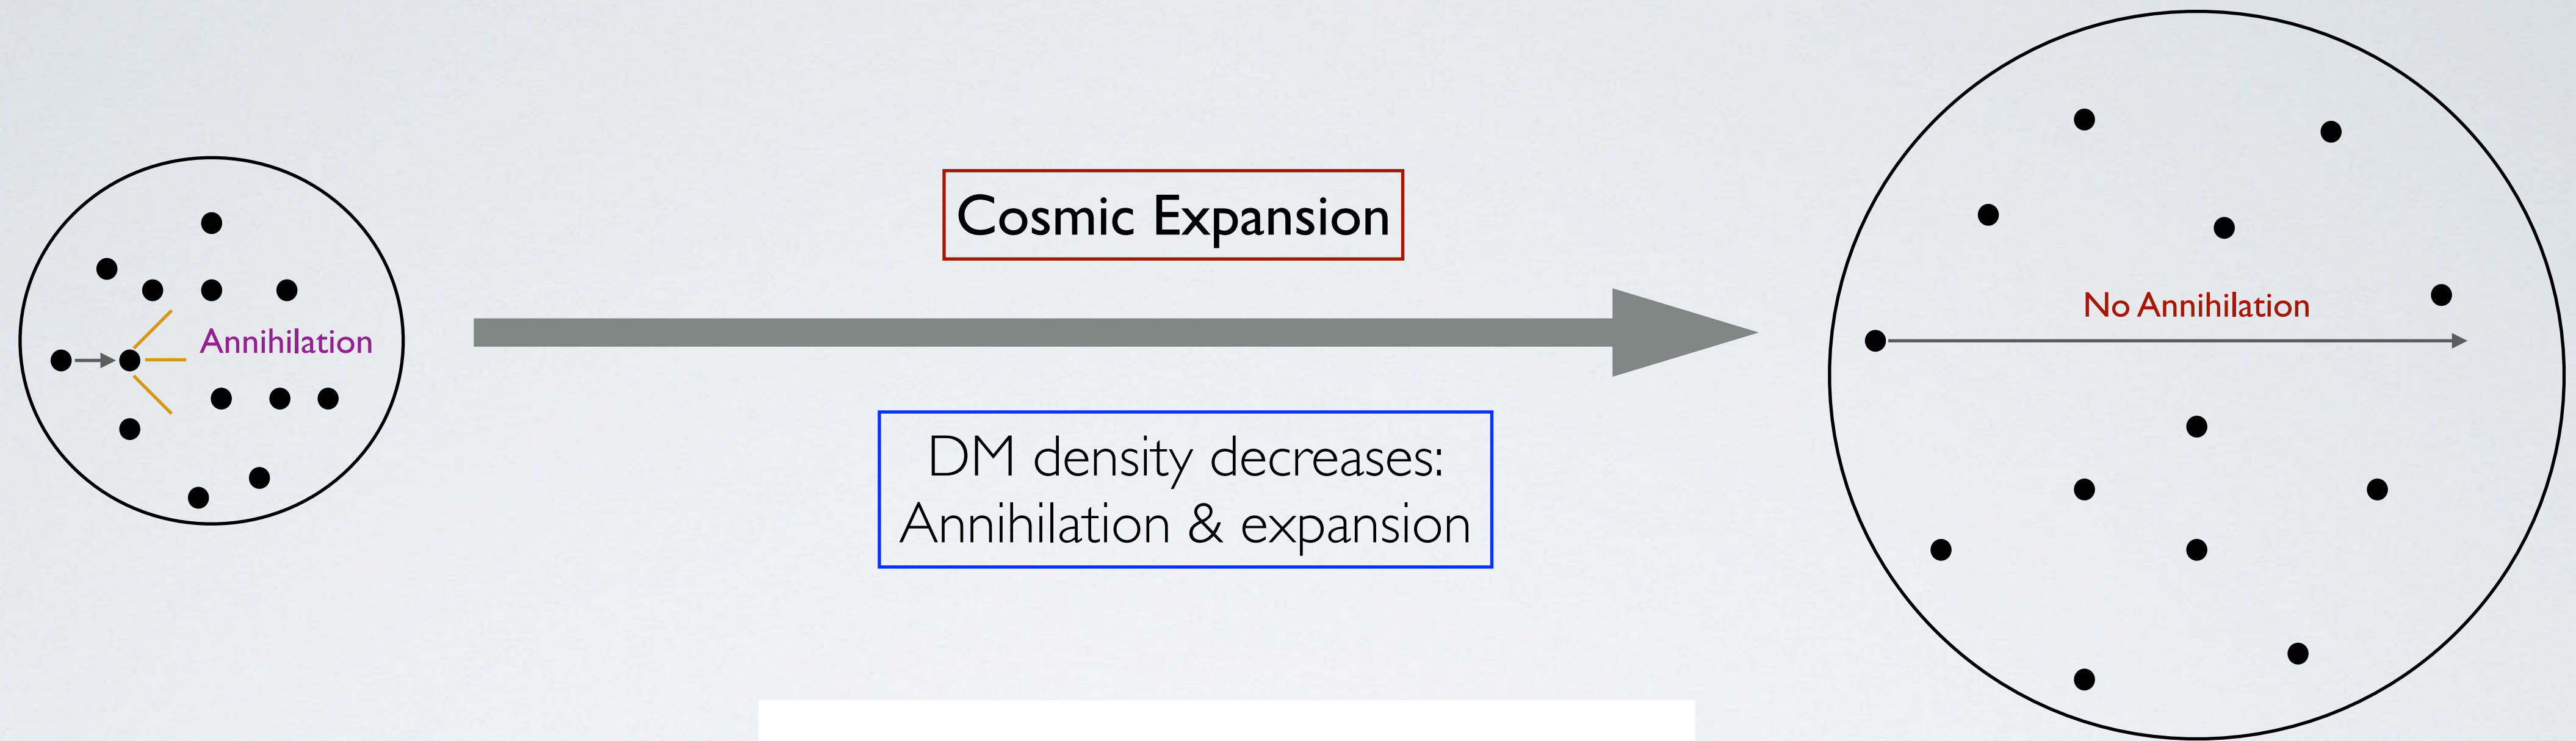 Cosmic Expansion
Annihilation
No Annihilation
DM density decreases:
Annihilation & expansion